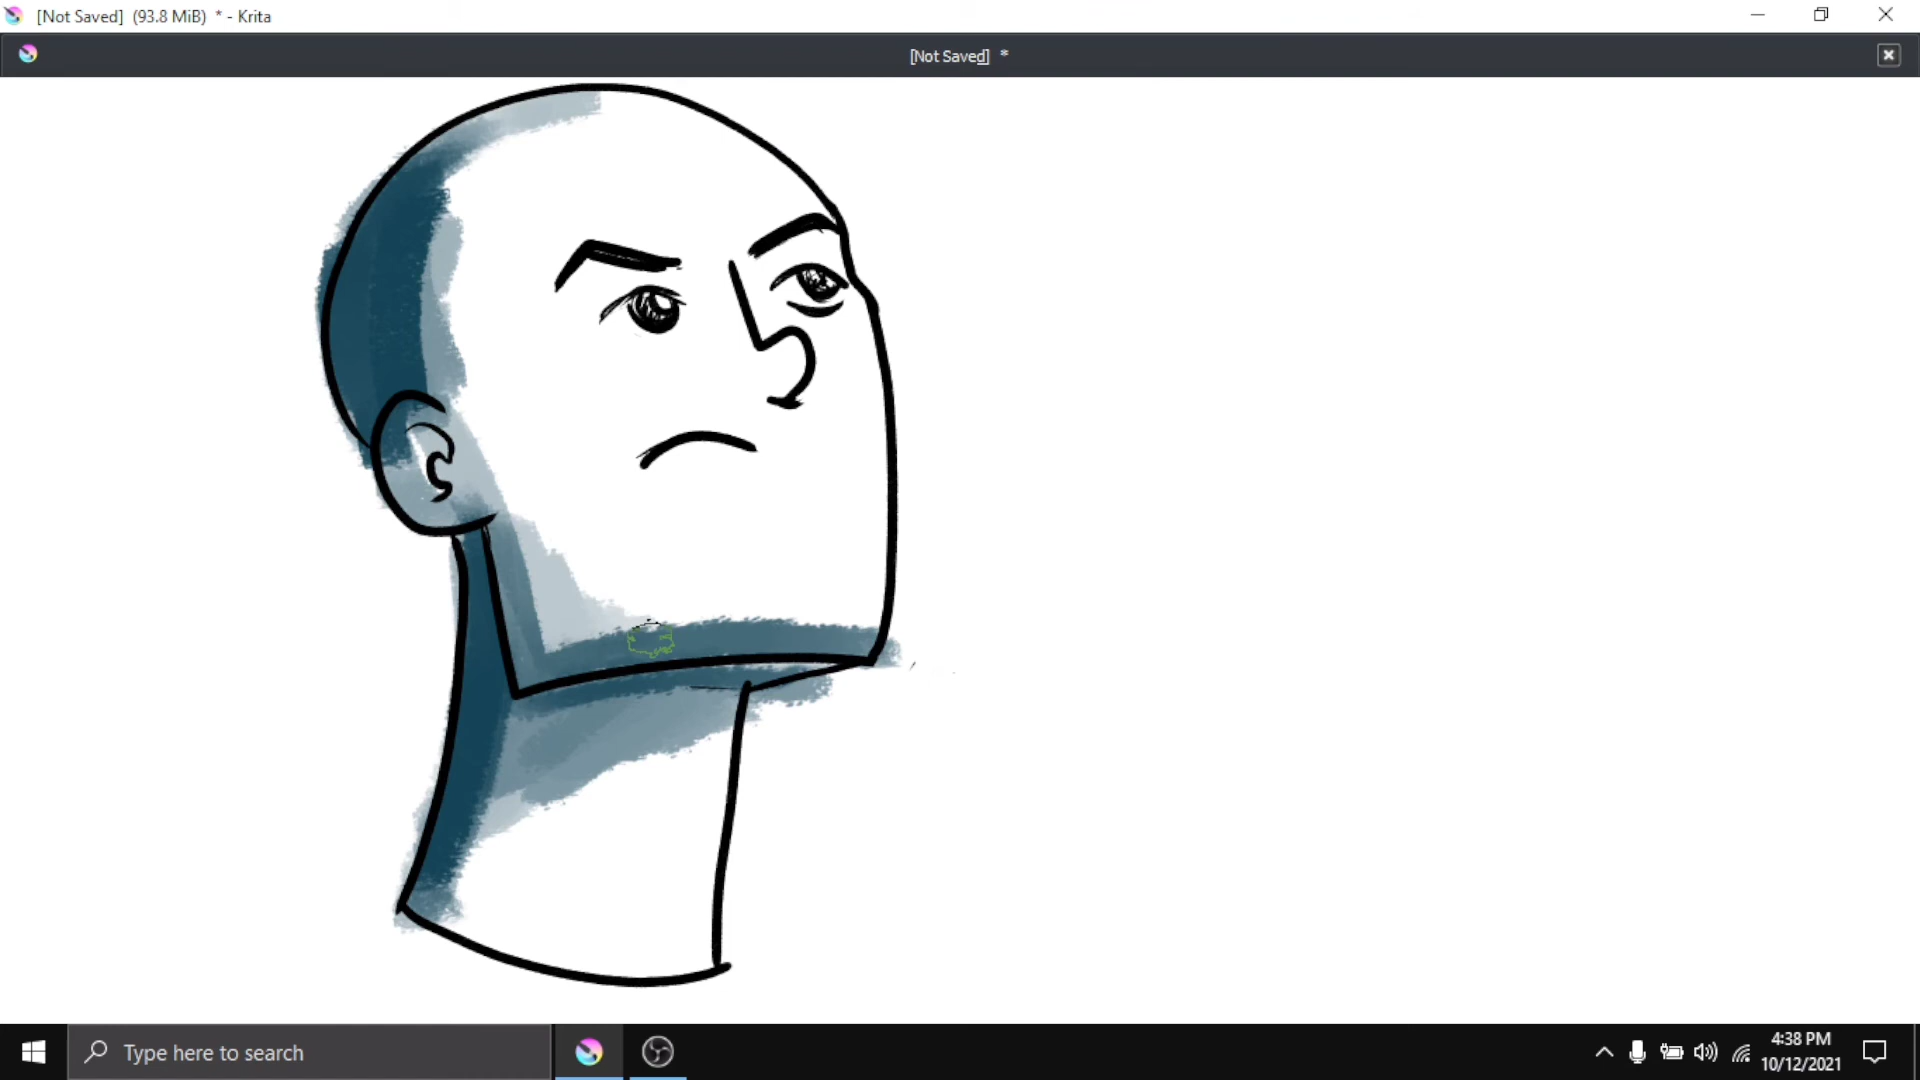 [Not Saved] (93.8 MiB) * - Krita
[Not Saved] *
Type here to search
4:38 PM
10/12/2021